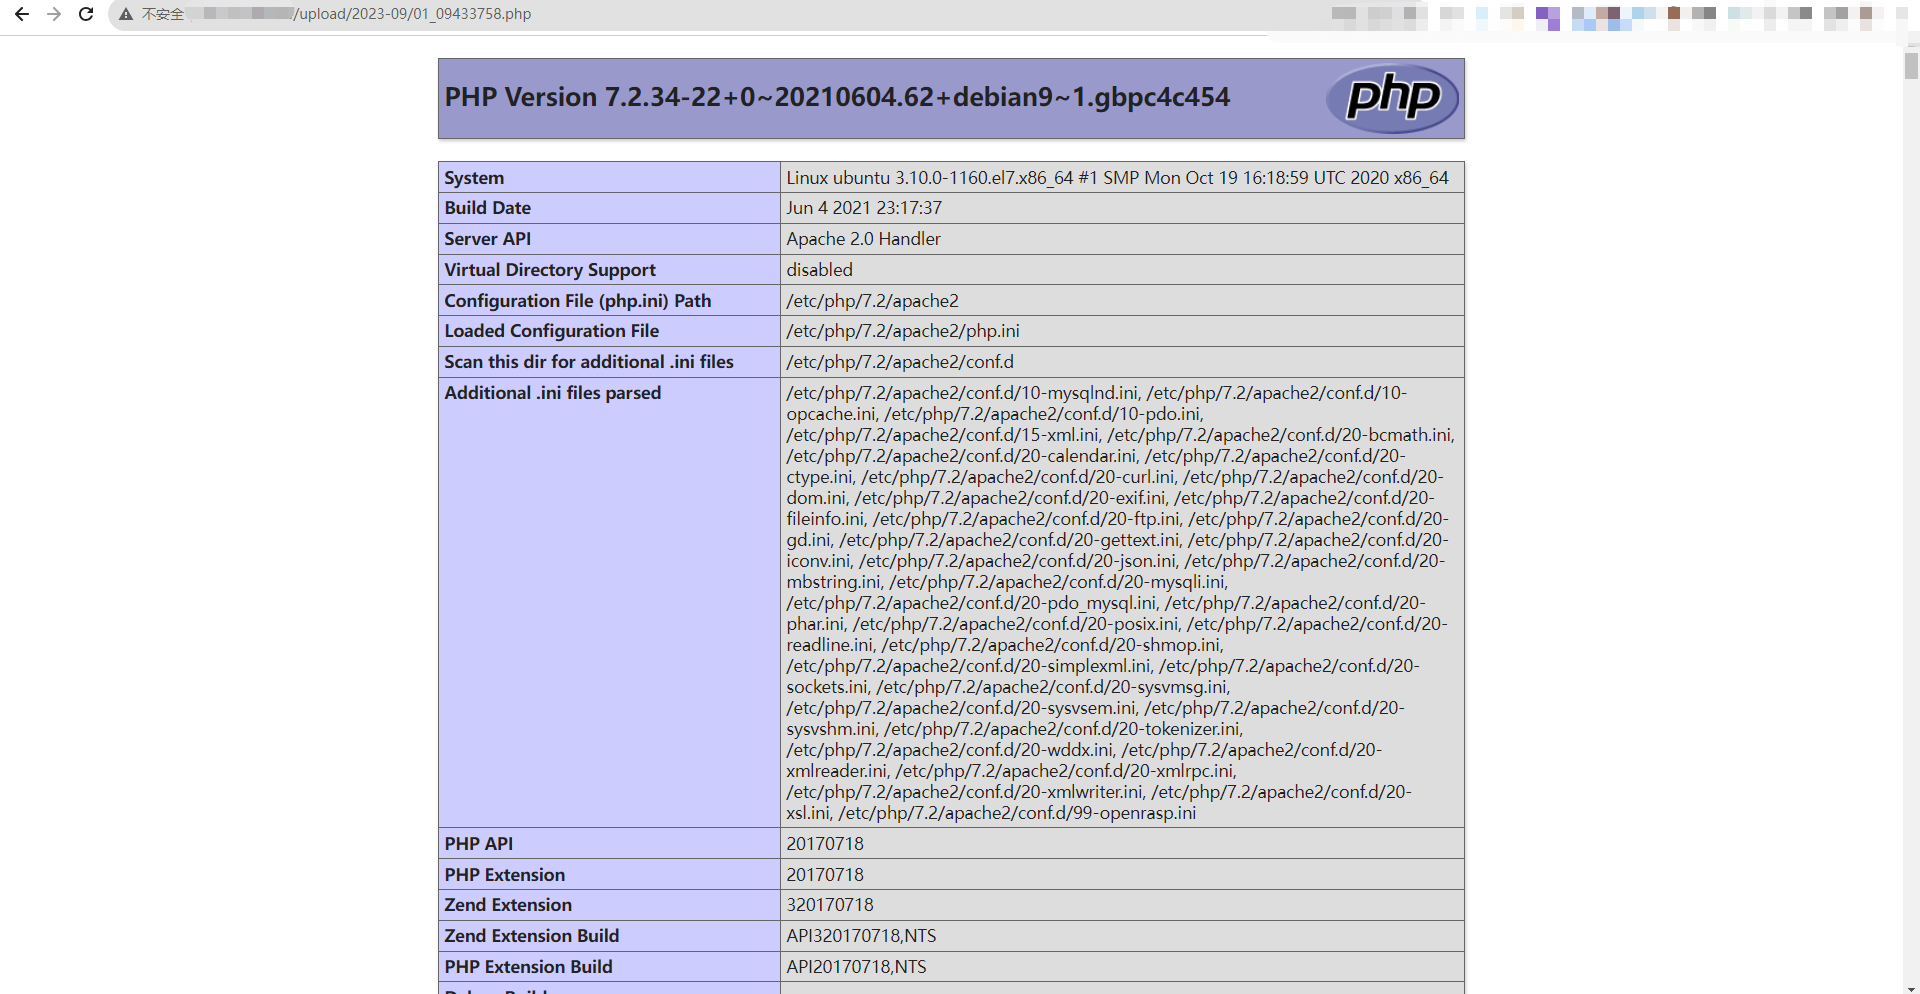 不安全 /upload/2023-09/01_09433758.php
PHP Version 7.2.34-22+0~20210604.62+debian9~1.gbpc4c454
php
System Linux ubuntu 3.10.0-1160.el7.x86_64 #1 SMP Mon Oct 19 16:18:59 UTC 2020 x86_64
Build Date Jun 4 2021 23:17:37
Server API Apache 2.0 Handler
Virtual Directory Support disabled
Configuration File (php.ini) Path /etc/php/7.2/apache2
Loaded Configuration File /etc/php/7.2/apache2/php.ini
Scan this dir for additional .ini files /etc/php/7.2/apache2/conf.d
Additional .ini files parsed /etc/php/7.2/apache2/conf.d/10-mysqlnd.ini, /etc/php/7.2/apache2/conf.d/10-
opcache.ini, /etc/php/7.2/apache2/conf.d/10-pdo.ini,
/etc/php/7.2/apache2/conf.d/15-xml.ini, /etc/php/7.2/apache2/conf.d/20-bcmath.ini,
/etc/php/7.2/apache2/conf.d/20-calendar.ini, /etc/php/7.2/apache2/conf.d/20-
ctype.ini, /etc/php/7.2/apache2/conf.d/20-curl.ini, /etc/php/7.2/apache2/conf.d/20-
dom.ini, /etc/php/7.2/apache2/conf.d/20-exif.ini, /etc/php/7.2/apache2/conf.d/20-
fileinfo.ini, /etc/php/7.2/apache2/conf.d/20-ftp.ini, /etc/php/7.2/apache2/conf.d/20-
gd.ini, /etc/php/7.2/apache2/conf.d/20-gettext.ini, /etc/php/7.2/apache2/conf.d/20-
iconv.ini, /etc/php/7.2/apache2/conf.d/20-json.ini, /etc/php/7.2/apache2/conf.d/20-
mbstring.ini, /etc/php/7.2/apache2/conf.d/20-mysqli.ini,
/etc/php/7.2/apache2/conf.d/20-pdo_mysql.ini, /etc/php/7.2/apache2/conf.d/20-
phar.ini, /etc/php/7.2/apache2/conf.d/20-posix.ini, /etc/php/7.2/apache2/conf.d/20-
readline.ini, /etc/php/7.2/apache2/conf.d/20-shmop.ini,
/etc/php/7.2/apache2/conf.d/20-simplexml.ini, /etc/php/7.2/apache2/conf.d/20-
sockets.ini, /etc/php/7.2/apache2/conf.d/20-sysvmsg.ini,
/etc/php/7.2/apache2/conf.d/20-sysvsem.ini, /etc/php/7.2/apache2/conf.d/20-
sysvshm.ini, /etc/php/7.2/apache2/conf.d/20-tokenizer.ini,
/etc/php/7.2/apache2/conf.d/20-wddx.ini, /etc/php/7.2/apache2/conf.d/20-
xmlreader.ini, /etc/php/7.2/apache2/conf.d/20-xmlrpc.ini,
/etc/php/7.2/apache2/conf.d/20-xmlwriter.ini, /etc/php/7.2/apache2/conf.d/20-
xsl.ini, /etc/php/7.2/apache2/conf.d/99-openrasp.ini
PHP API 20170718
PHP Extension 20170718
Zend Extension 320170718
Zend Extension Build API320170718,NTS
PHP Extension Build API20170718,NTS